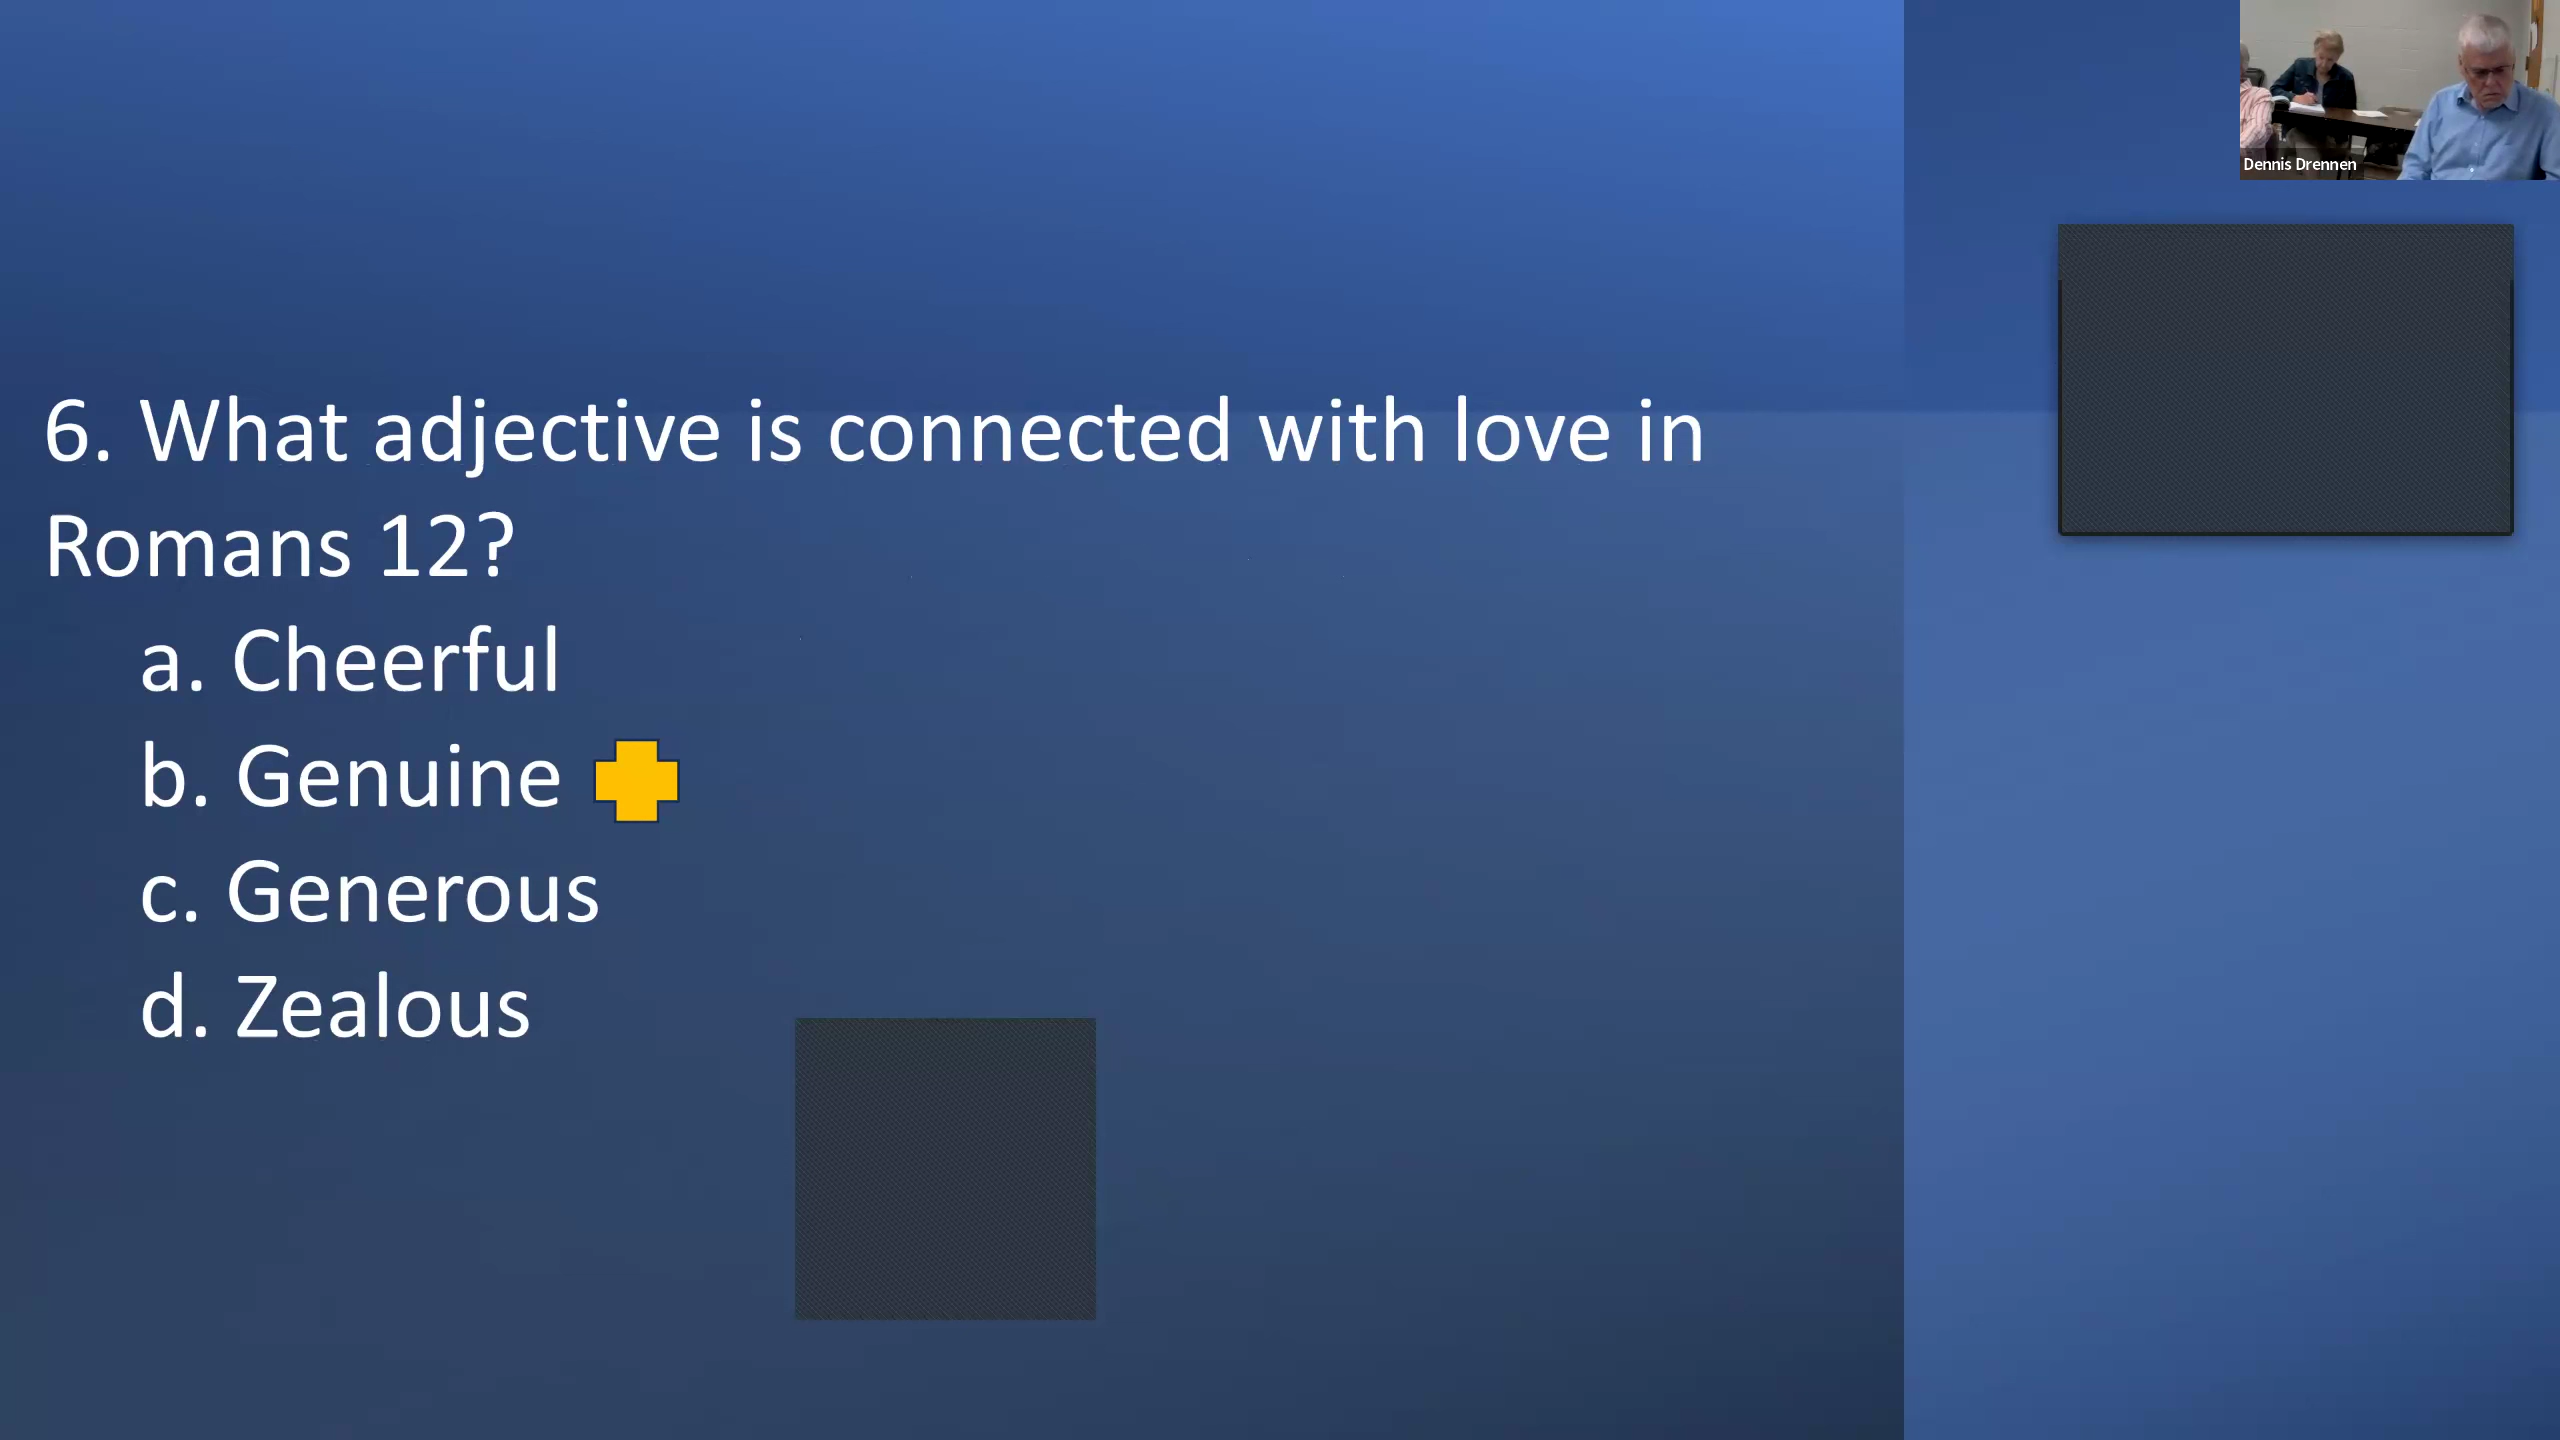 6. What adjective is connected with love in
Romans 12?
a. Cheerful
b. Genuine
c. Generous
d. Zealous
Dennis Drennen